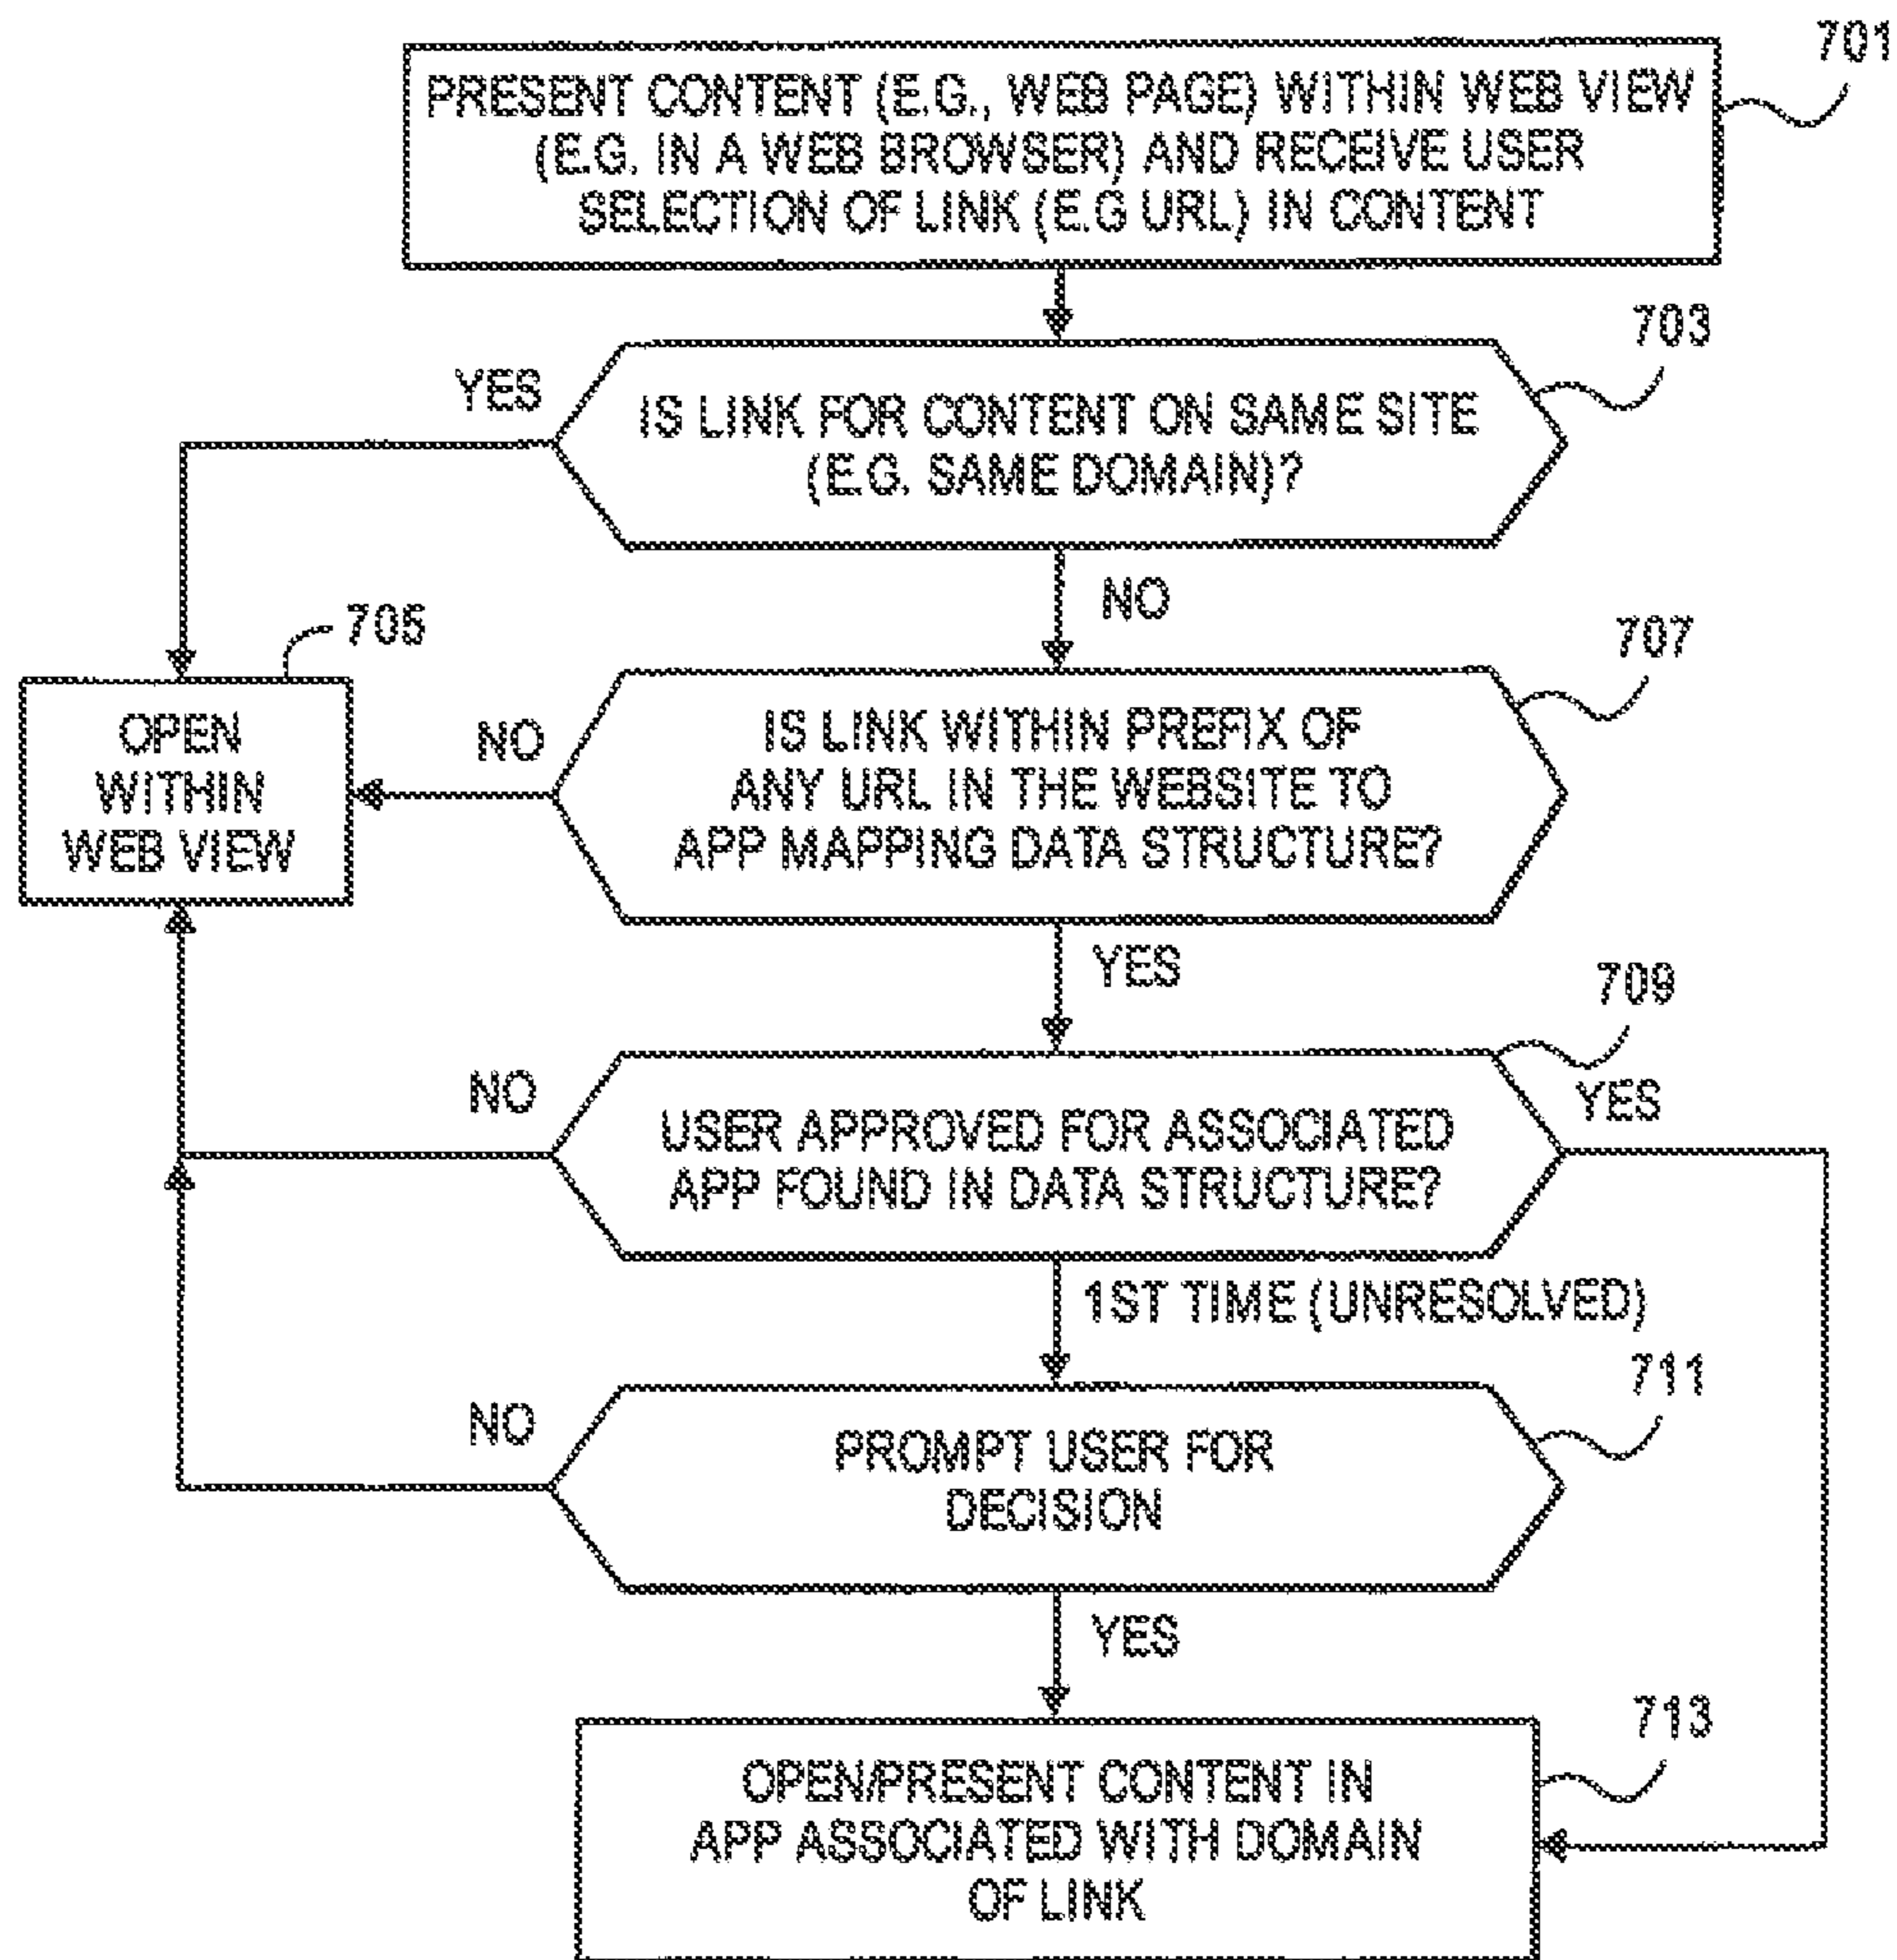 701
PRESENT CONTENT (E.G., WEB PAGE) WITHIN WEB VIEW
(E.G. IN A WEB BROWSER) AND RECEIVE USER
SELECTION OF LINK (E.G URL) IN CONTENT
703
YES
IS LINK FOR CONTENT ON SAME SITE
(E.G. SAME DOMAIN)?
NO
705
OPEN
WITHIN
WEB VIEW
707
NO
IS LINK WITHIN PREFIX OF
ANY URL IN THE WEBSITE TO
APP MAPPING DATA STRUCTURE?
YES
709
NO
YES
USER APPROVED FOR ASSOCIATED
APP FOUND IN DATA STRUCTURE?
1ST TIME (UNRESOLVED)
711
NO
PROMPT USER FOR
DECISION
YES
713
OPEN/PRESENT CONTENT IN
APP ASSOCIATED WITH DOMAIN
OF LINK